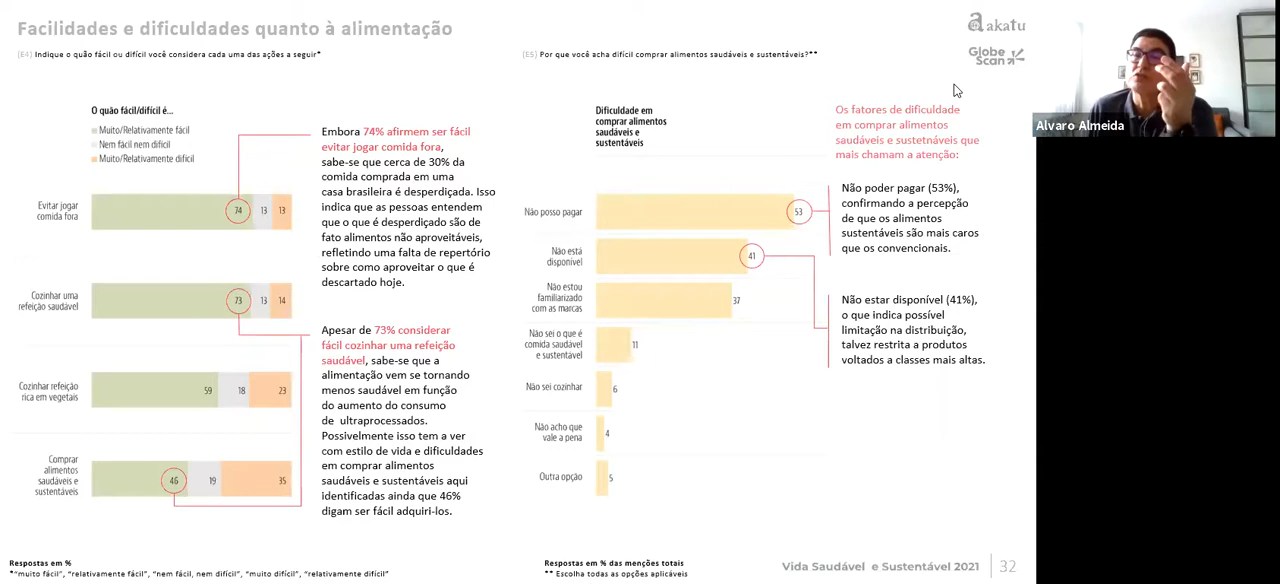 Facilidades e dificuldades quanto à alimentação
(E4) Indique o quão fácil ou difícil você considera cada uma das ações a seguir*
O quão fácil/difícil é...
Muito/Relativamente fácil
Nem fácil nem difícil
Muito/Relativamente difícil
Evitar jogar
comida fora
74 13 13
Cozinhar uma
refeição saudável
73 13 14
Cozinhar refeição
rica em vegetais
59 18 23
Comprar
alimentos
saudáveis e
sustentáveis
46 19 35
Embora 74% afirmem ser fácil
evitar jogar comida fora,
sabe-se que cerca de 30% da
comida comprada em uma
casa brasileira é desperdiçada. Isso
indica que as pessoas entendem
que o que é desperdiçado são de
fato alimentos não aproveitáveis,
refletindo uma falta de repertório
sobre como aproveitar o que é
descartado hoje.
Apesar de 73% considerar
fácil cozinhar uma refeição
saudável, sabe-se que a
alimentação vem se tornando
menos saudável em função
do aumento do consumo
de ultraprocessados.
Possivelmente isso tem a ver
com estilo de vida e dificuldades
em comprar alimentos
saudáveis e sustentáveis aqui
identificadas ainda que 46%
digam ser fácil adquiri-los.
(E5) Por que você acha difícil comprar alimentos saudáveis e sustentáveis?**
Dificuldade em
comprar alimentos
saudáveis e
sustentáveis
Não posso pagar 53
Não está
disponível
41
Não estou
familiarizado
com as marcas
37
Não sei o que é
comida saudável
e sustentável
11
Não sei cozinhar 6
Não acho que
vale a pena
4
Outra opção 5
akatu
Globe
Scan
Os fatores de dificuldade
em comprar alimentos
saudáveis e sustetnáveis que
mais chamam a atenção:
Não poder pagar (53%),
confirmando a percepção
de que os alimentos
sustentáveis são mais caros
que os convencionais.
Não estar disponível (41%),
o que indica possível
limitação na distribuição,
talvez restrita a produtos
voltados a classes mais altas.
Alvaro Almeida
Respostas em %
*"muito fácil", "relativamente fácil", "nem fácil, nem difícil", "muito difícil", "relativamente difícil"
Respostas em % das menções totais
** Escolha todas as opções aplicáveis
Vida Saudável e Sustentável 2021 32